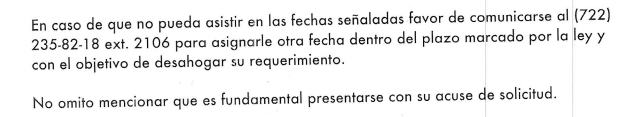 En caso de que no pueda asistir en las fechas señaladas favor de comunicarse al (722)
235-82-18 ext. 2106 para asignarle otra fecha dentro del plazo marcado por la ley y
con el objetivo de desahogar su requerimiento.
No omito mencionar que es fundamental presentarse con su acuse de solicitud.